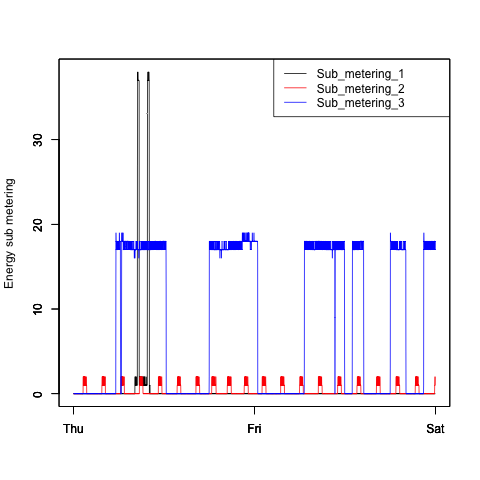 Sub_metering_1
Sub_metering_2
Sub_metering_3
Energy sub metering
30
20
10
0
Thu
Fri
Sat